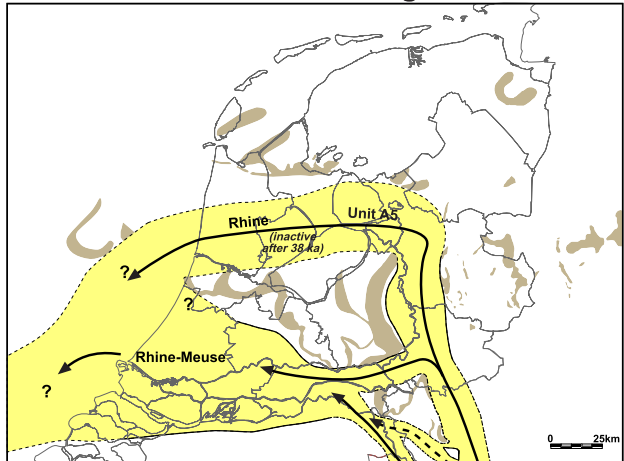 Rhine
Unit A5
(inactive
after 38 ka)
?
?
Rhine-Meuse
?
0
25km